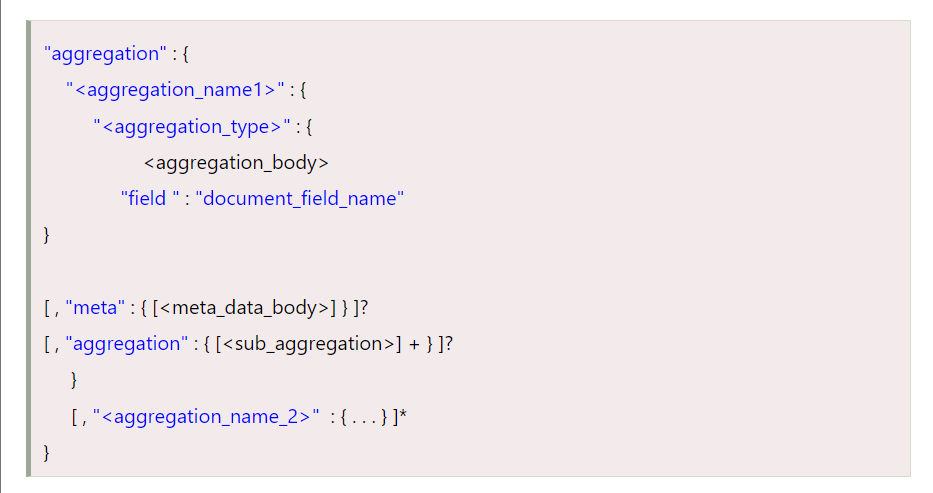 "aggregation" : {
"<aggregation_name1>" : {
"<aggregation_type>" : {
<aggregation_body>
"field " : "document_field_name"
}
[ , "meta" : { [<meta_data_body>] } ]?
[ , "aggregation" : { [<sub_aggregation>] + } ]?
}
[ , "<aggregation_name_2>"  : { . . . } ]*
}